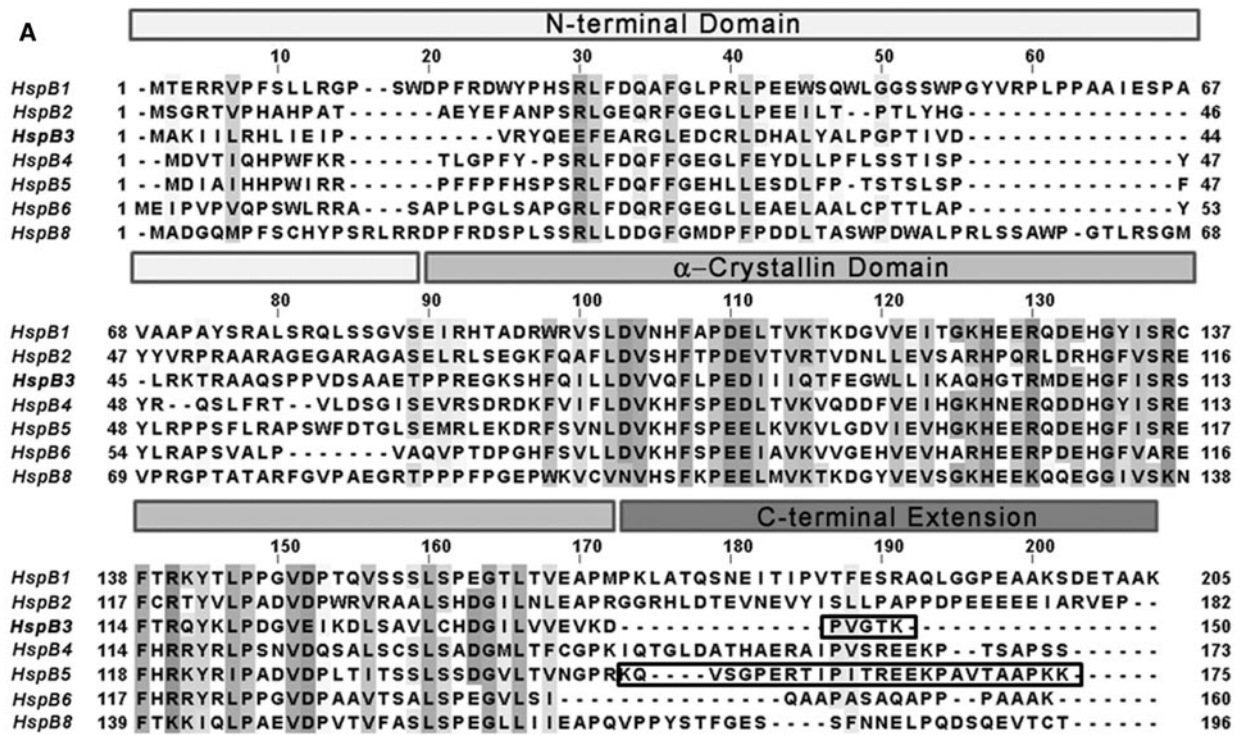 A
N-terminal Domain
10 20 30 40 50 60
HspB1 1 -MTERRVPFSLLRGP---SWDPFRDWYPHSRLFDQAFGLPRLPEEWSQWLGGSSWPGYVRPLPPAAIESPA 67
HspB2 1 -MSGRTVPHAHPAT------AEYEFANPSRLGEQRFGEGLLPEEILT--PTLYHG--------------- 46
HspB3 1 -MAKIILRHLIEIP----------VRYQEEFEARGLEDCRLDHALYALPGPTIVD--------------- 44
HspB4 1 --MDVTIQHPWFKR------TLGPFY-PSRLFDQFFGEGLFEYDLLPFLSSTISP--------------Y 47
HspB5 1 --MDIAIHHPWIRR------PFFPFHSPSRLFDQFFGEHLLESDLFP-TSTSLSP--------------F 47
HspB6 1 MEIPVPVQPSWLRRA---SAPLPGLSAPGRLFDQRFGEGLLEAELAALCPTTLAP--------------Y 53
HspB8 1 -MADGQMPFSCHYPSRLRRDPFRDSPLSSRLLDDGFGMDPFPDDLTASWPDWALPRLSSAWP-GTLRSGM 68
α-Crystallin Domain
80 90 100 110 120 130
HspB1 68 VAAPAYSRALSRQLSSGVSEIRHTADRWRVSLDVNHFAPDELTVKTKDGVVEITGKHEERQDEHGYISRC 137
HspB2 47 YYVRPRAARAGEGARAGASELRLSEGKFQAFLDVSHFTPDEVTVRTVDNLLEVSARHPQRLDRHGFVSRE 116
HspB3 45 -LRKTRAAQSPPVDSAAETPPREGKSHFQILLDVVQFLPEDIIIQTFEGWLLIKAQHGTRMDEHGFISRS 113
HspB4 48 YR--QSLFRT--VLDSGISEVRSDRDKFVIFLDVKHFSPEDLTVKVQDDFVEIHGKHNERQDDHGYISRE 113
HspB5 48 YLRPPSFLRAPSWFDTGLSEMRLEKDRFSVNLDVKHFSPEELKVKVLGDVIEVHGKHEERQDEHGFISRE 117
HspB6 54 YLRAPSVALP-------VAQVPTDPGHFSVLLDVKHFSPEEIAVKVVGEHVEVHARHEERPDEHGFVARE 116
HspB8 69 VPRGPTATARFGVPAEGRTPPPFPGEPWKVCVNVHSFKPEELMVKTKDGYVEVSGKHEEKQQEGGIVSKN 138
C-terminal Extension
150 160 170 180 190 200
HspB1 138 FTRKYTLPPGVDPTQVSSSLSPEGTLTVEAPMPKLATQSNEITIPVTFESRAQLGGPEAAKSDETAAK 205
HspB2 117 FCRTYVLPADVDPWRVRAALSHDGILNLEAPRGGRHLDTEVNEVYISLLPAPPDPEEEEEIARVEP-- 182
HspB3 114 FTRQYKLPDGVEIKDLSAVLCHDGILVVEVKD-------------PVGTK----------------- 150
HspB4 114 FHRRYRLPSNVDQSALSCSLSADGMLTFCGPKIQTGLDATHAERAIPVSREEKP--TSAPSS----- 173
HspB5 118 FHRKYRIPADVDPLTITSSLSSDGVLTVNGPRKQ----VSGPERTIPITREEKPAVTAAPKK----- 175
HspB6 117 FHRRYRLPPGVDPAAVTSALSPEGVLSI---------------QAAPASAQAPP--PAAAK------ 160
HspB8 139 FTKKIQLPAEVDPVTVFASLSPEGLLIIEAPQVPPYSTFGES----SFNNELPQDSQEVTCT------ 196